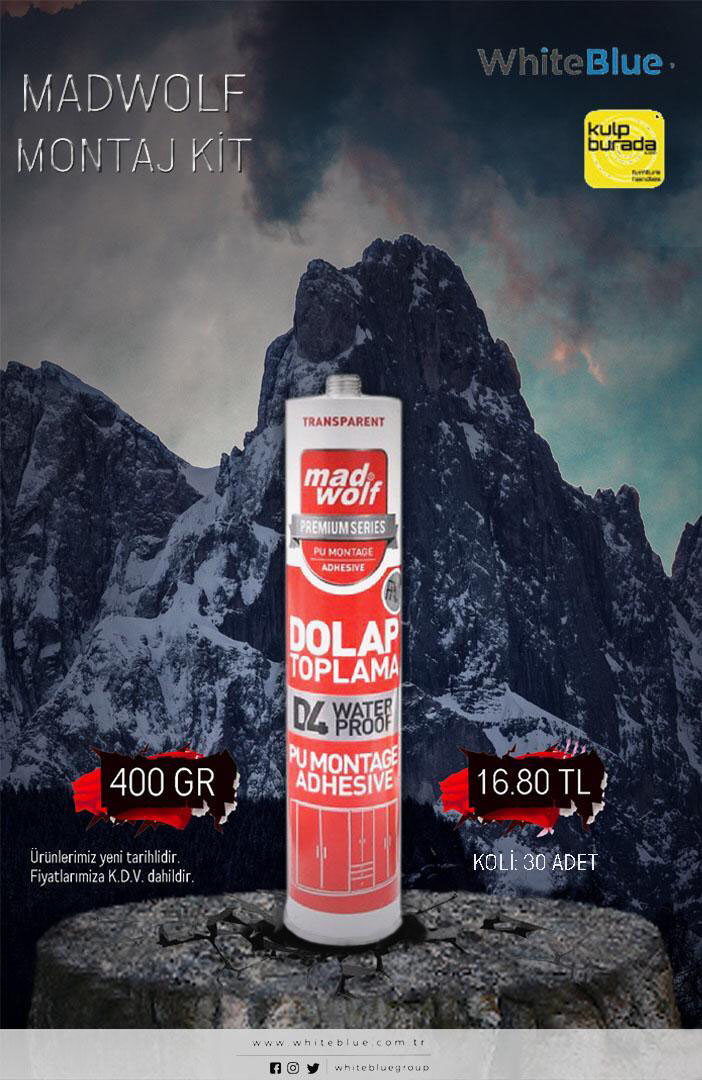 MADWOLF
MONTAJ KİT
WhiteBlue
kulp
burada
furniture
handles
TRANSPARENT
mad®
wolf
PREMIUM SERIES
PU MONTAGE
ADHESIVE
DOLAP
TOPLAMA
D4 WATER
PROOF
PU MONTAGE
ADHESIVE
400 GR
16.80 TL
Ürünlerimiz yeni tarihlidir.
Fiyatlarımıza K.D.V. dahildir.
KOLİ: 30 ADET
www.whiteblue.com.tr
whitebluegroup